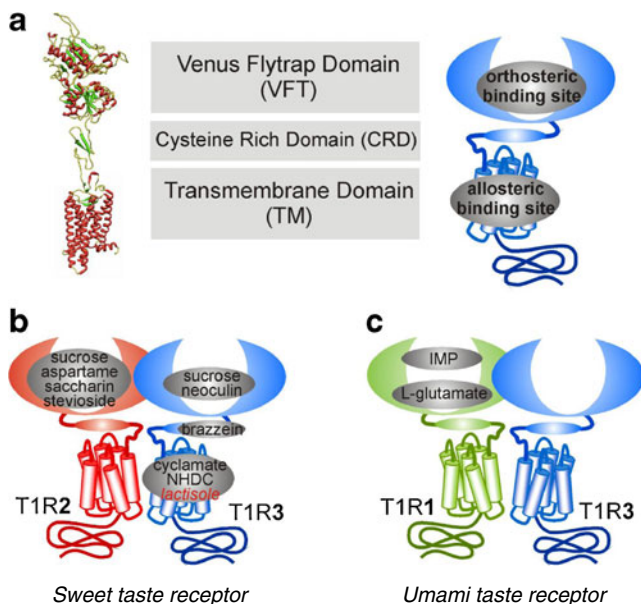 a
Venus Flytrap Domain
(VFT)
Cysteine Rich Domain (CRD)
Transmembrane Domain
(TM)
orthosteric
binding site
allosteric
binding site
b
sucrose
aspartame
saccharin
stevioside
sucrose
neoculin
brazzein
cyclamate
NHDC
lactisole
T1R2
T1R3
Sweet taste receptor
c
IMP
L-glutamate
T1R1
T1R3
Umami taste receptor